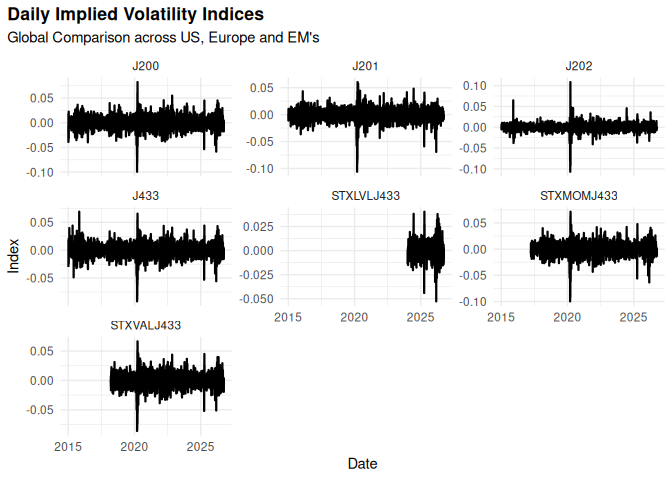 Daily Implied Volatility Indices
Global Comparison across US, Europe and EM's
J200
J201
J202
0.05
0.00
-0.05
-0.10
0.05
0.00
-0.05
-0.10
0.10
0.05
0.00
-0.05
-0.10
J433
STXLVLJ433
STXMOMJ433
0.05
0.00
-0.05
0.025
0.000
-0.025
-0.050
0.05
0.00
-0.05
-0.10
2015 2020 2025
2015 2020 2025
STXVALJ433
0.05
0.00
-0.05
2015 2020 2025
Index
Date